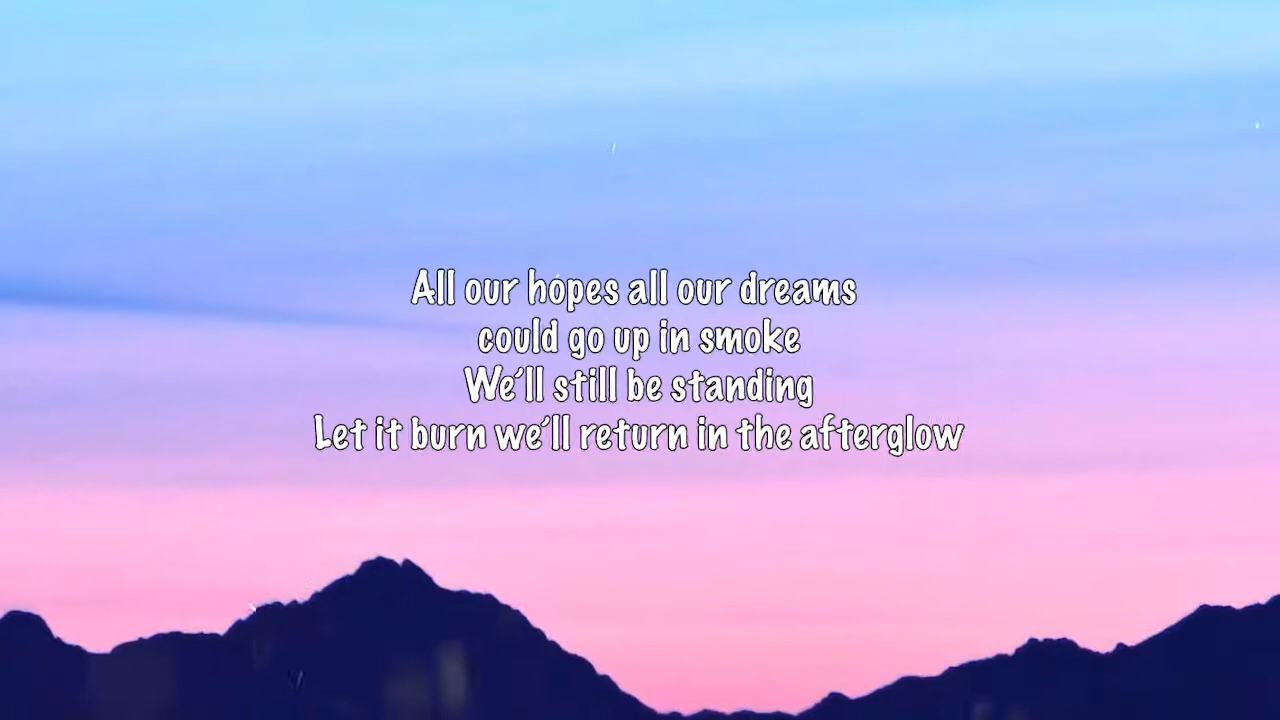 All our hopes all our dreams
could go up in smoke
We'll still be standing
Let it burn we'll return in the afterglow